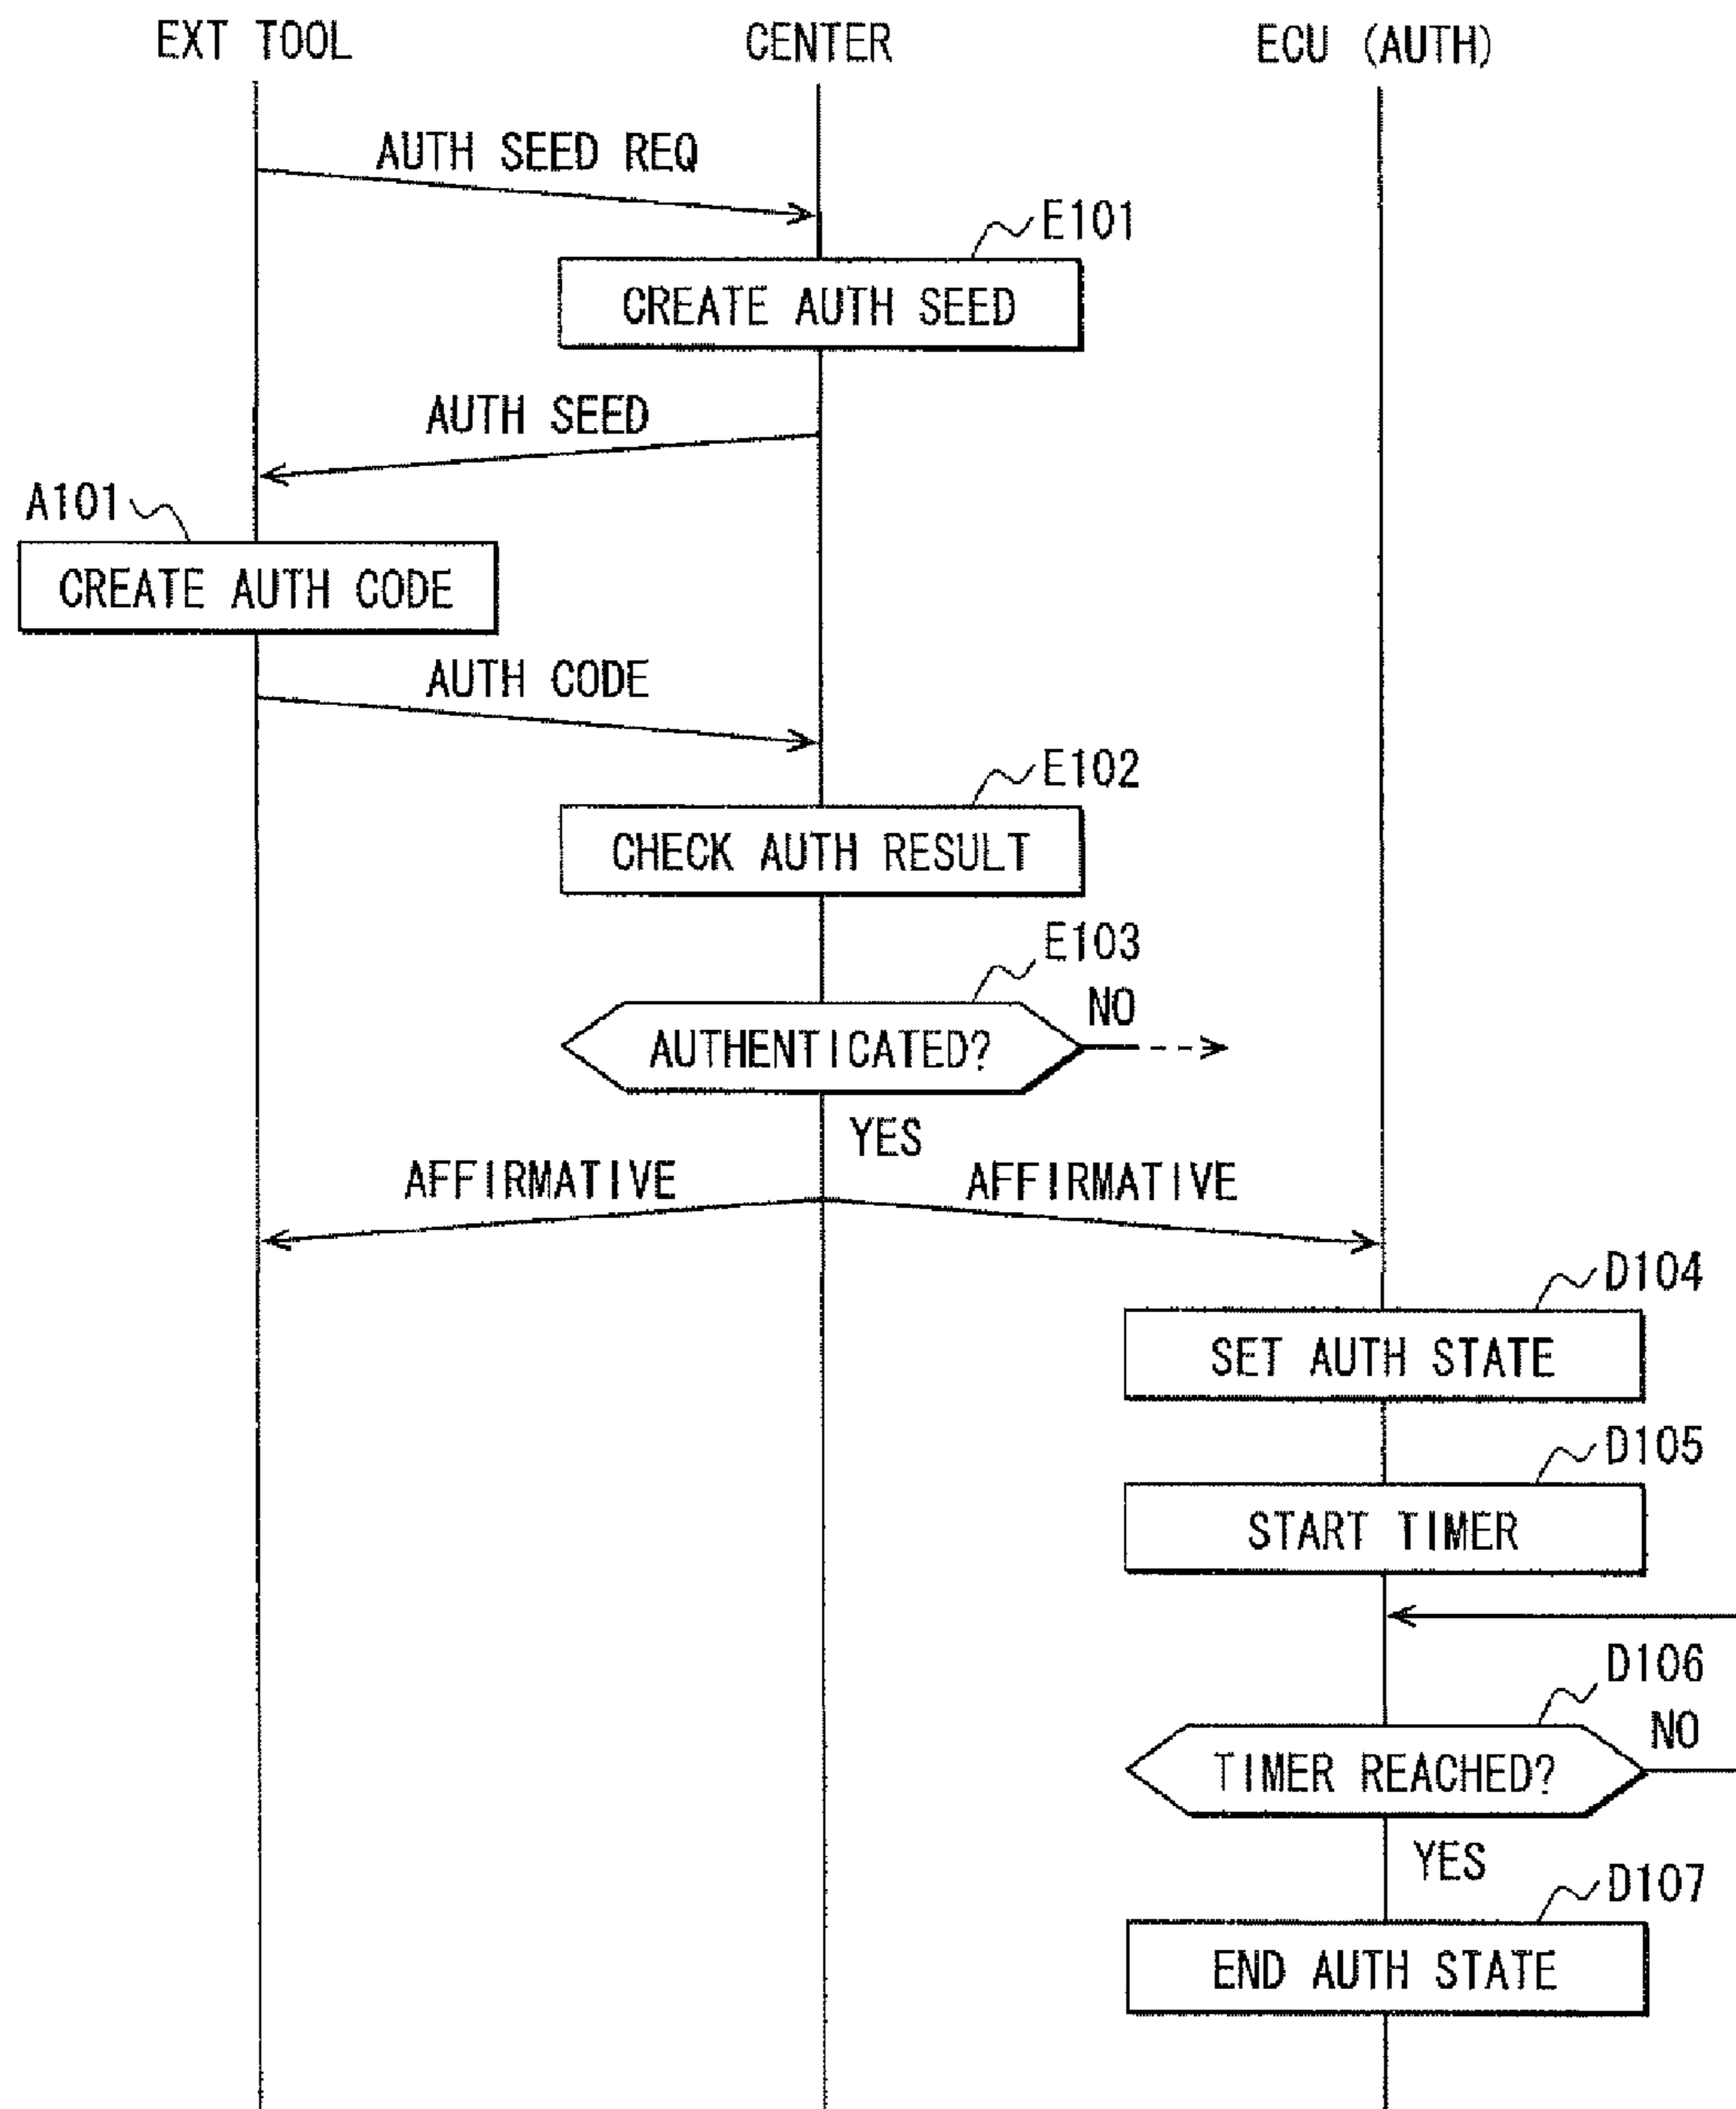 EXT TOOL
CENTER
ECU (AUTH)
AUTH SEED REQ
E101
CREATE AUTH SEED
AUTH SEED
A101
CREATE AUTH CODE
AUTH CODE
E102
CHECK AUTH RESULT
E103
NO
AUTHENTICATED?
YES
AFFIRMATIVE
AFFIRMATIVE
D104
SET AUTH STATE
D105
START TIMER
D106
NO
TIMER REACHED?
YES
D107
END AUTH STATE